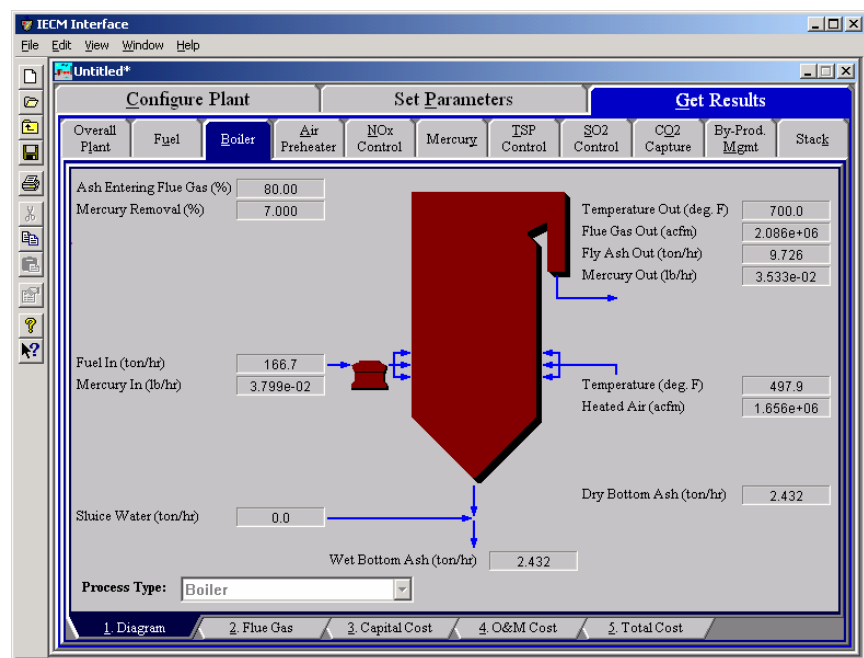 IECM Interface
File Edit View Window Help
Untitled*
Configure Plant Set Parameters Get Results
Overall Plant Fuel Boiler Air Preheater NOx Control Mercury TSP Control SO2 Control CO2 Capture By-Prod. Mgmt Stack
Ash Entering Flue Gas (%) 80.00
Mercury Removal (%) 7.000
Temperature Out (deg. F) 700.0
Flue Gas Out (acfm) 2.086e+06
Fly Ash Out (ton/hr) 9.726
Mercury Out (lb/hr) 3.533e-02
Fuel In (ton/hr) 166.7
Mercury In (lb/hr) 3.799e-02
Temperature (deg. F) 497.9
Heated Air (acfm) 1.656e+06
Dry Bottom Ash (ton/hr) 2.432
Sluice Water (ton/hr) 0.0
Wet Bottom Ash (ton/hr) 2.432
Process Type: Boiler
1. Diagram 2. Flue Gas 3. Capital Cost 4. O&M Cost 5. Total Cost